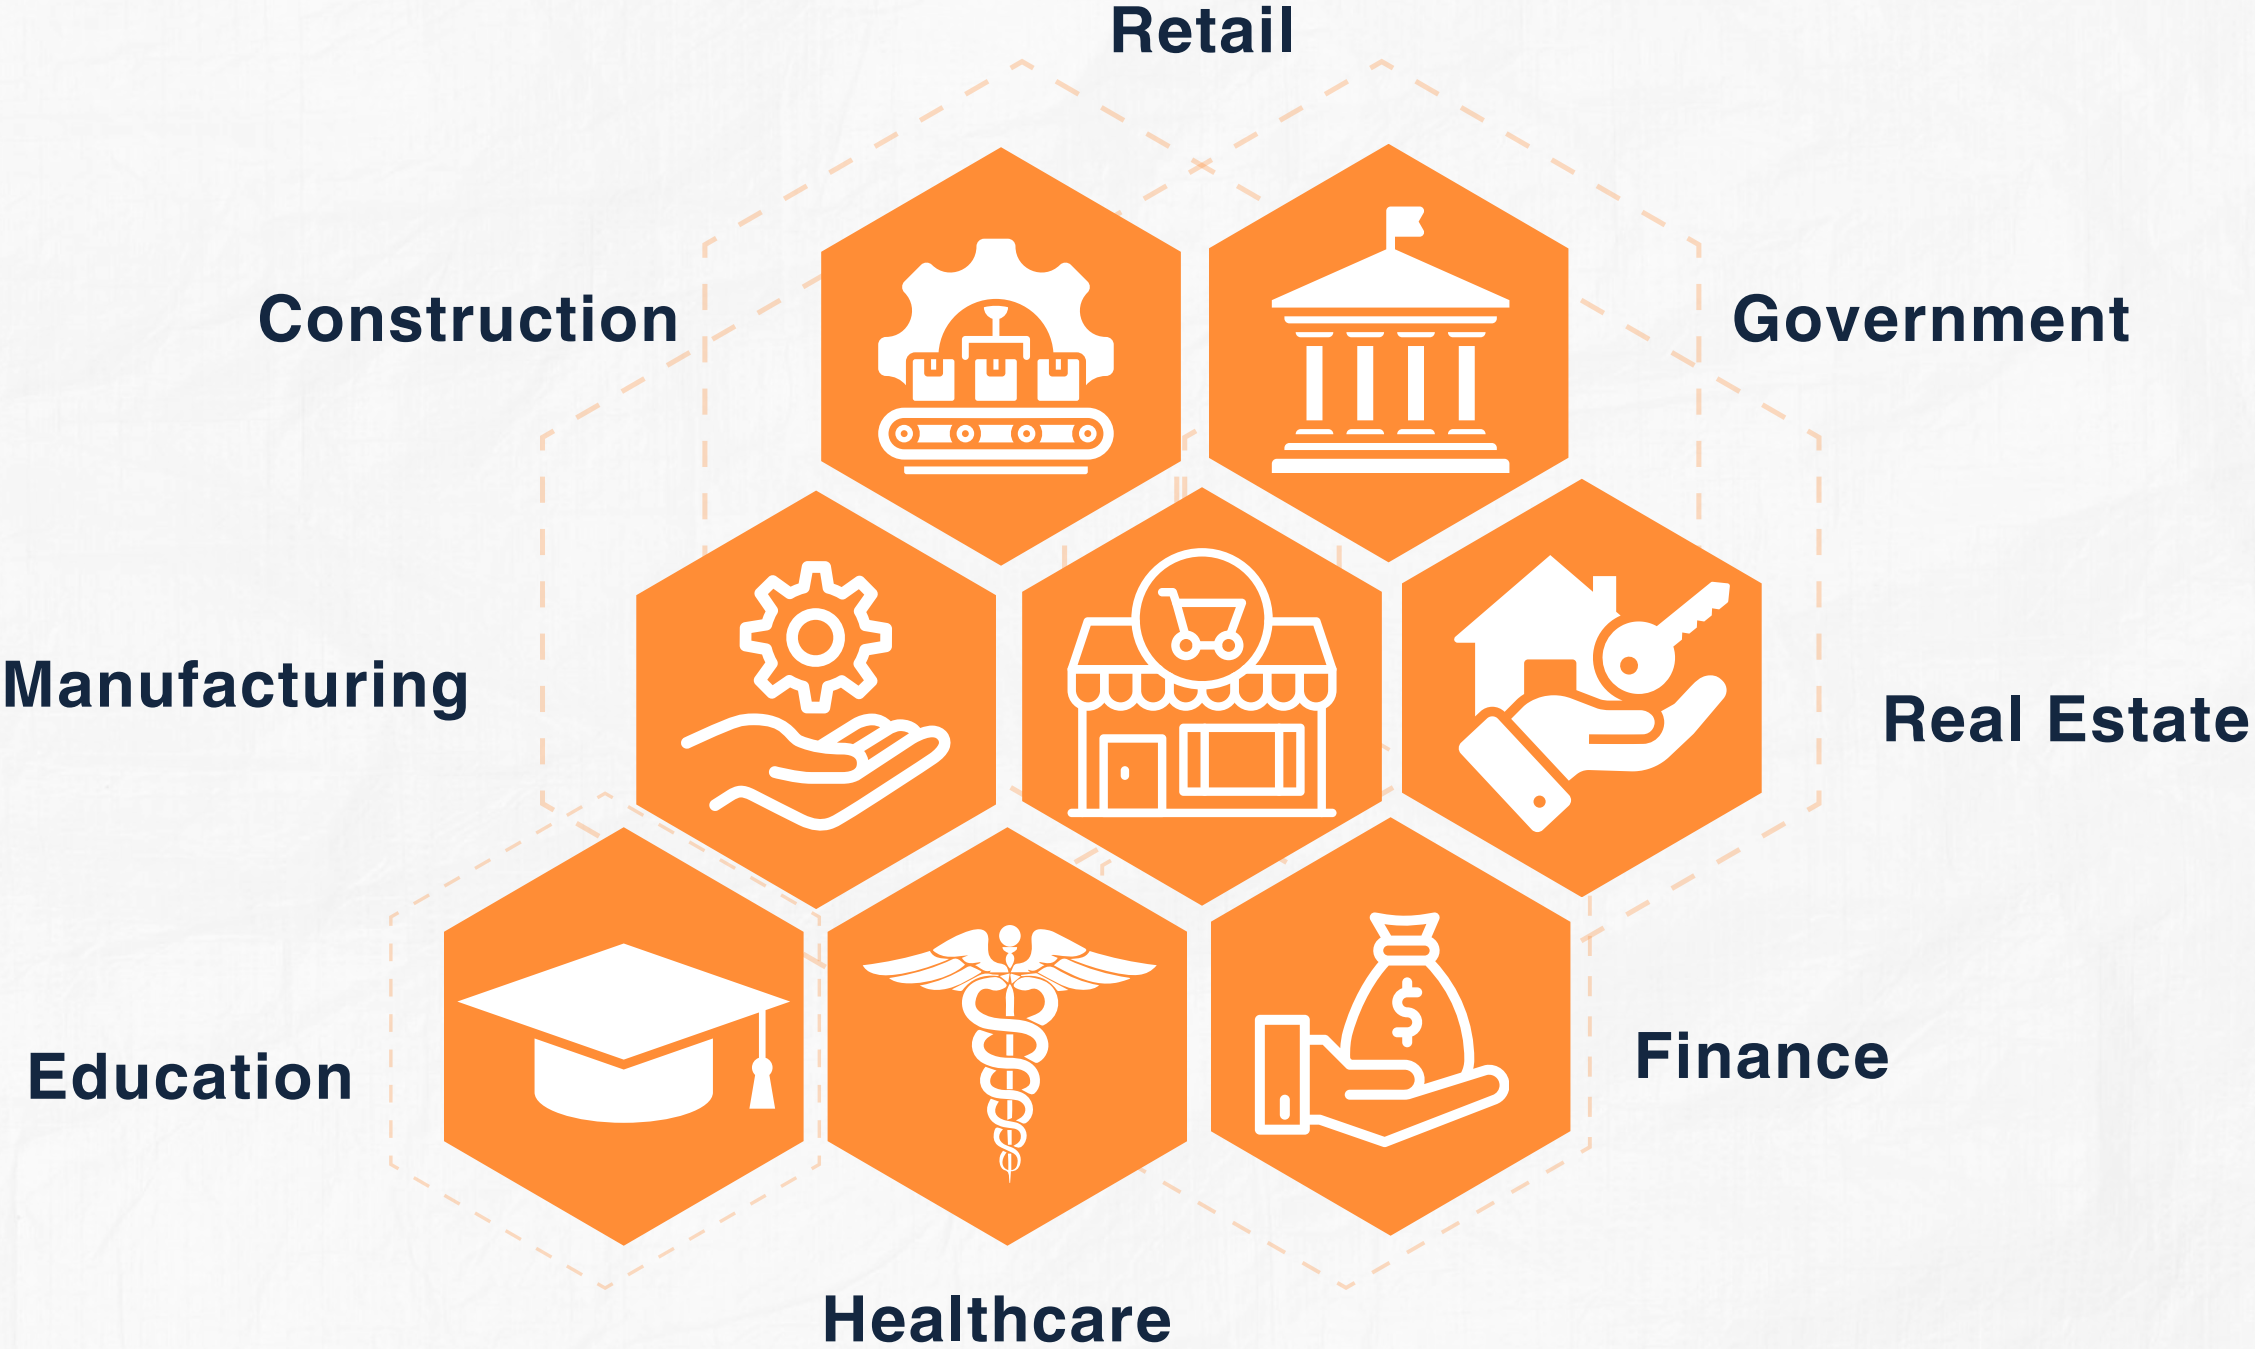 Retail
Construction
Government
Manufacturing
Real Estate
Education
Finance
Healthcare
$